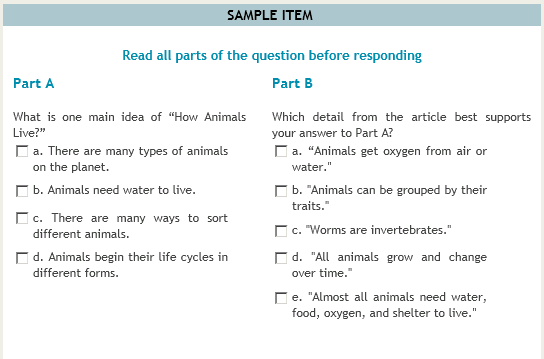 SAMPLE ITEM
Read all parts of the question before responding
Part A
What is one main idea of “How Animals
Live?”
a. There are many types of animals
on the planet.
b. Animals need water to live.
c. There are many ways to sort
different animals.
d. Animals begin their life cycles in
different forms.
Part B
Which detail from the article best supports
your answer to Part A?
a. “Animals get oxygen from air or
water."
b. "Animals can be grouped by their
traits."
c. "Worms are invertebrates."
d. "All animals grow and change
over time."
e. "Almost all animals need water,
food, oxygen, and shelter to live."